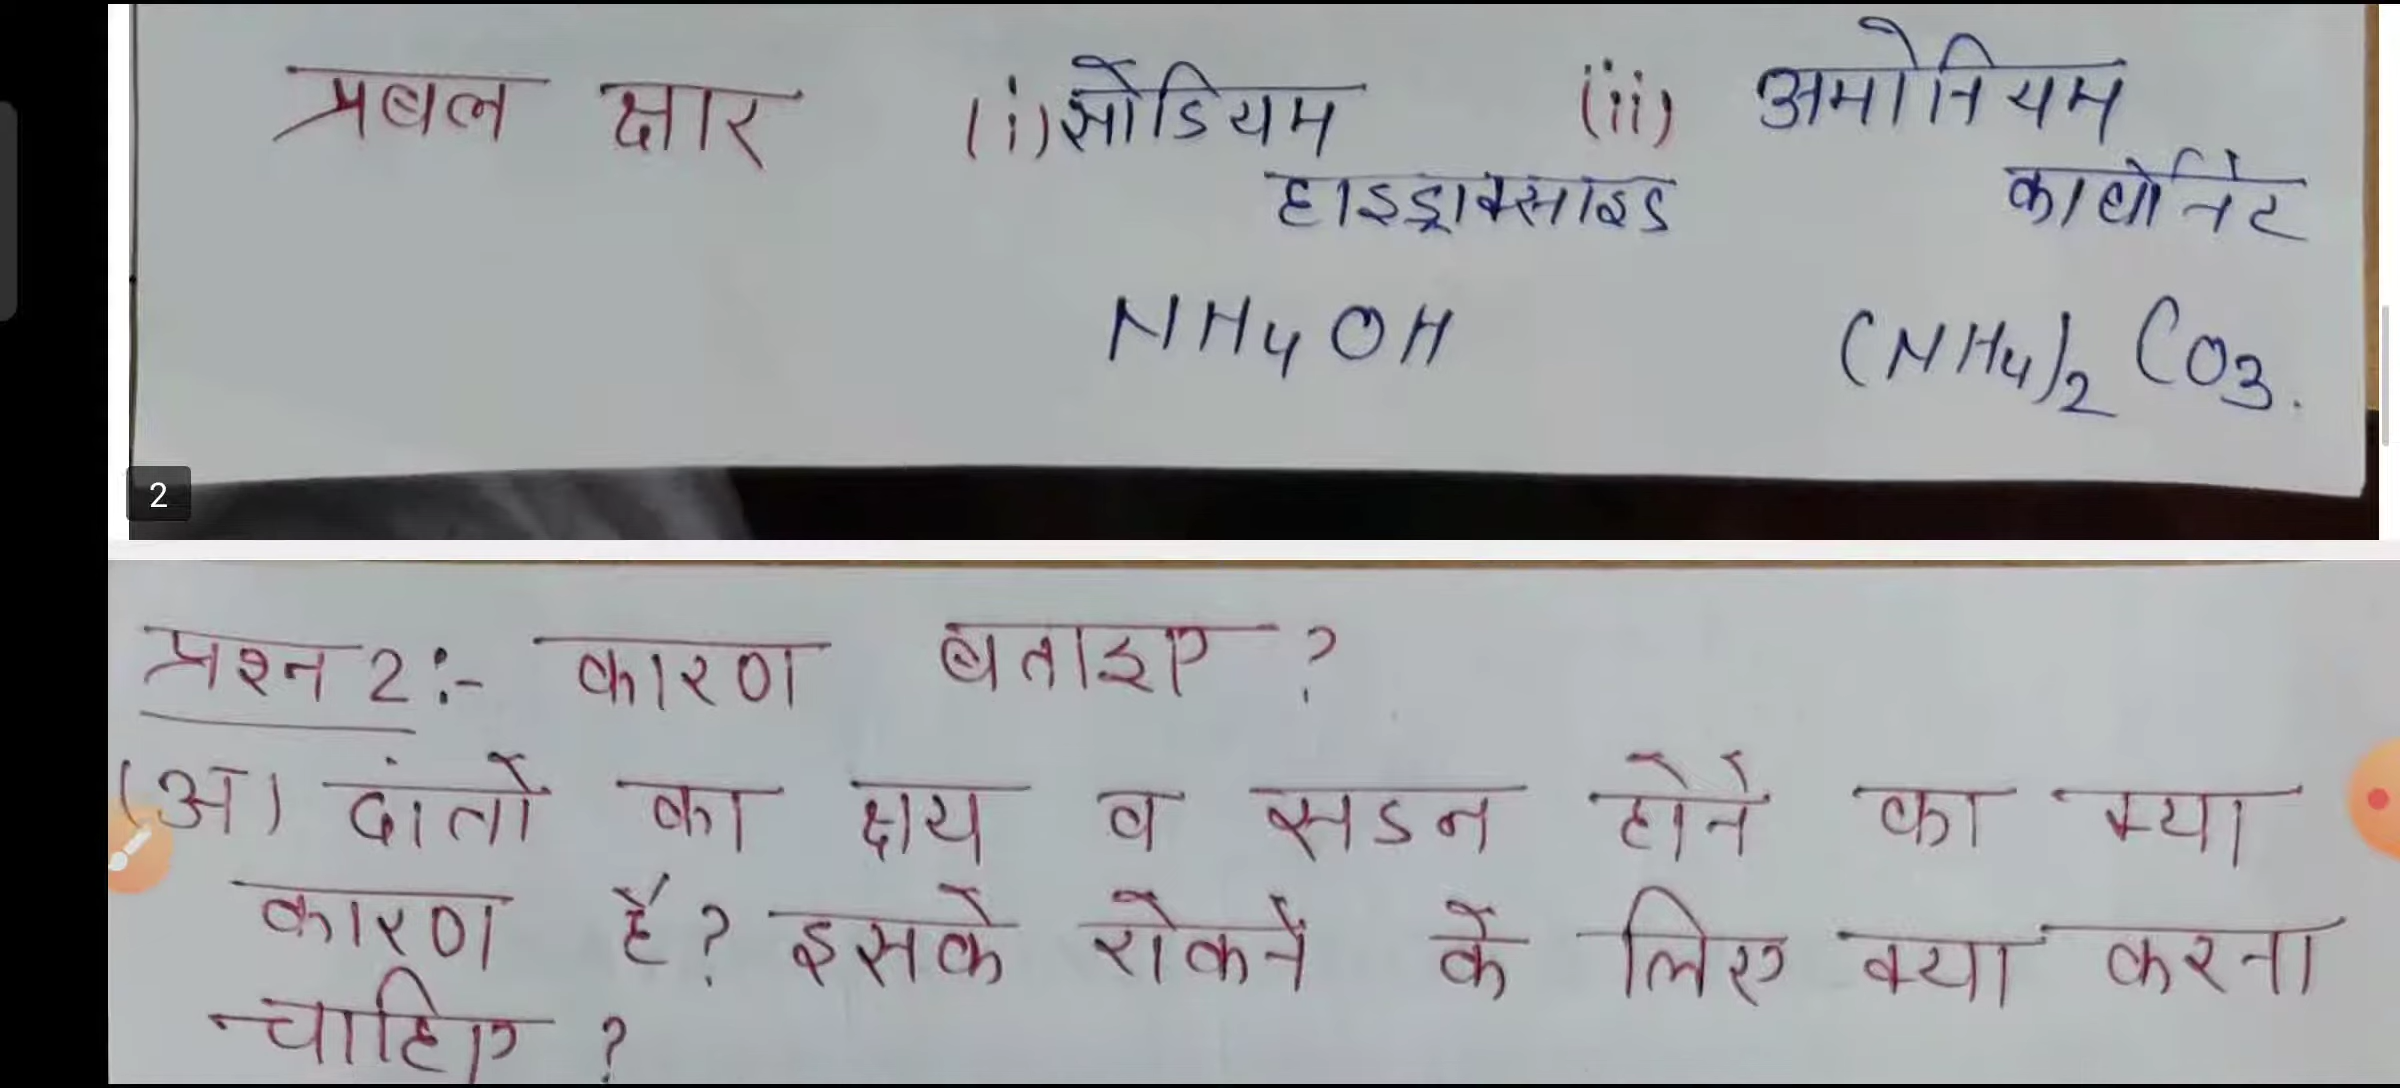 प्रबल क्षार (i) सोडियम (ii) अमोनियम
हाइड्राक्साइड कार्बोनेट
NH4OH (NH4)2 CO3.
2
प्रश्न 2:- कारण बताइए ?
(अ) दांतो का क्षय व सडन होने का क्या
कारण है ? इसके रोकने के लिए क्या करना
चाहिए ?